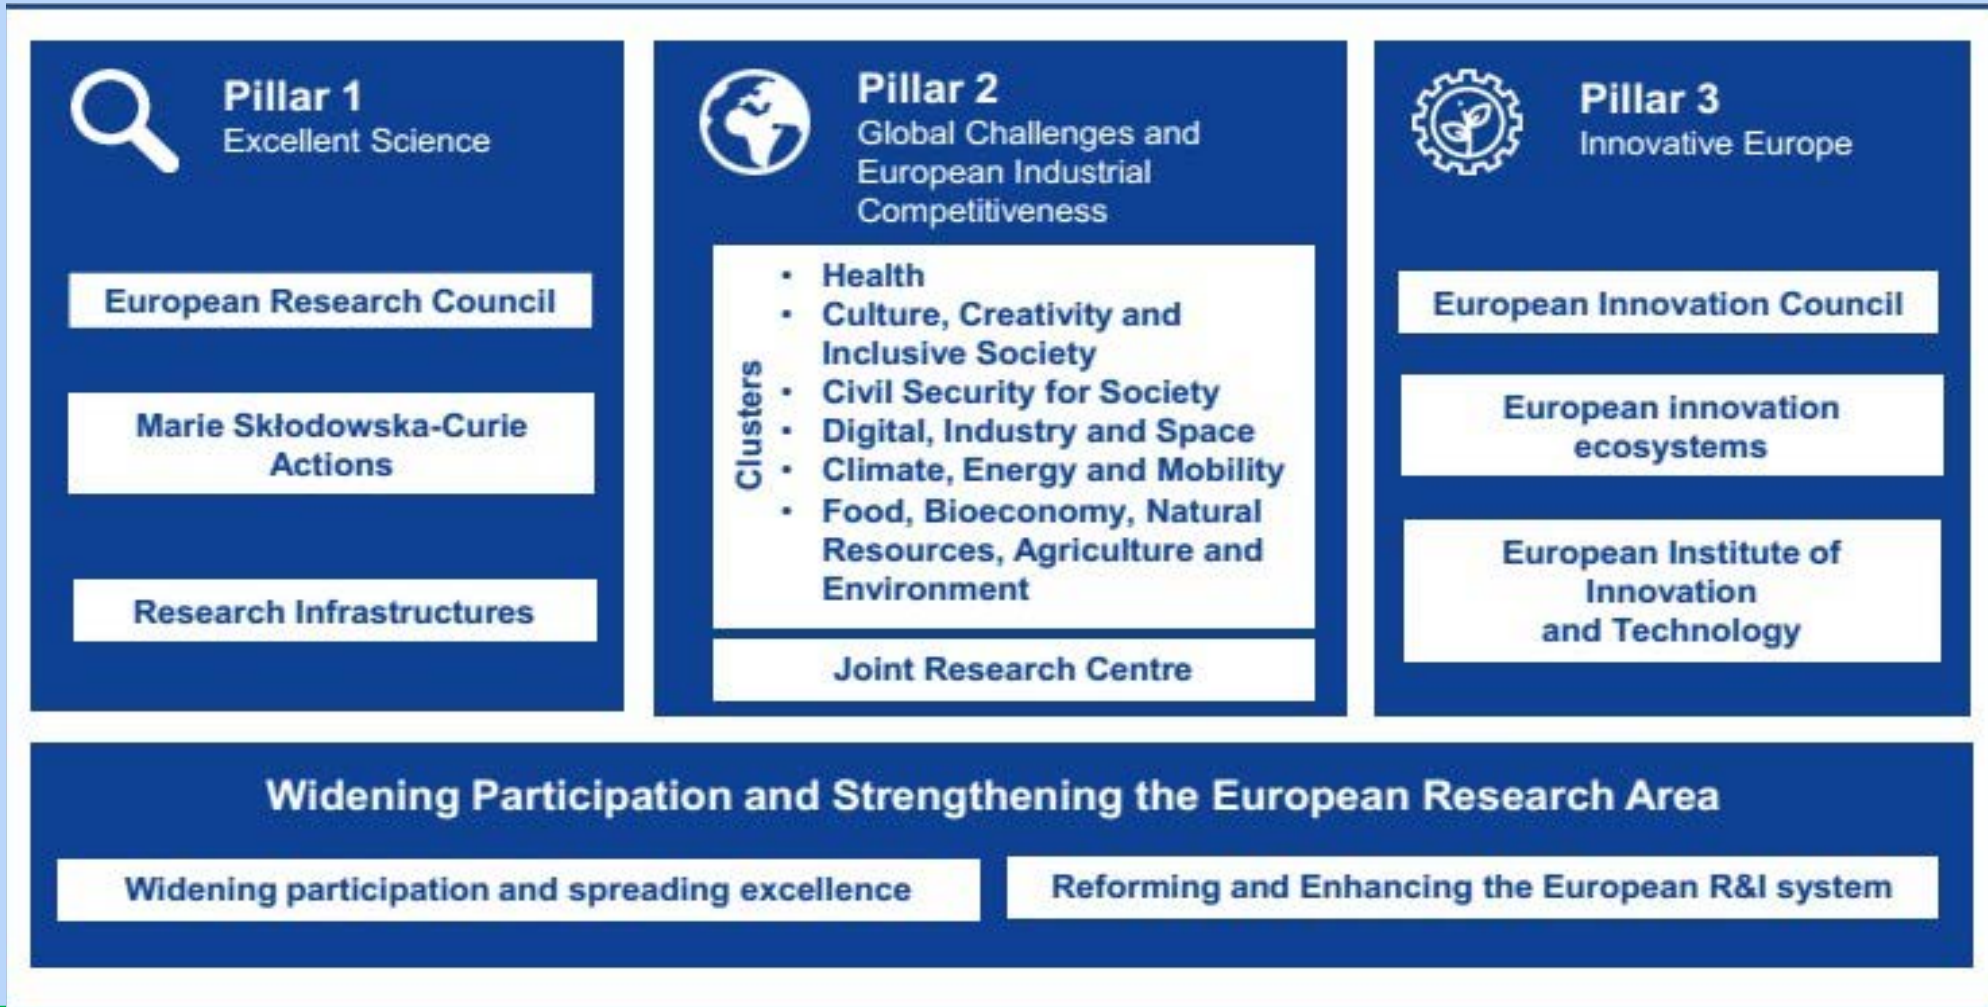 Pillar 1
Excellent Science
European Research Council
Marie Skłodowska-Curie
Actions
Research Infrastructures
Pillar 2
Global Challenges and
European Industrial
Competitiveness
Clusters
• Health
• Culture, Creativity and
Inclusive Society
• Civil Security for Society
• Digital, Industry and Space
• Climate, Energy and Mobility
• Food, Bioeconomy, Natural
Resources, Agriculture and
Environment
Joint Research Centre
Pillar 3
Innovative Europe
European Innovation Council
European innovation
ecosystems
European Institute of
Innovation
and Technology
Widening Participation and Strengthening the European Research Area
Widening participation and spreading excellence
Reforming and Enhancing the European R&I system